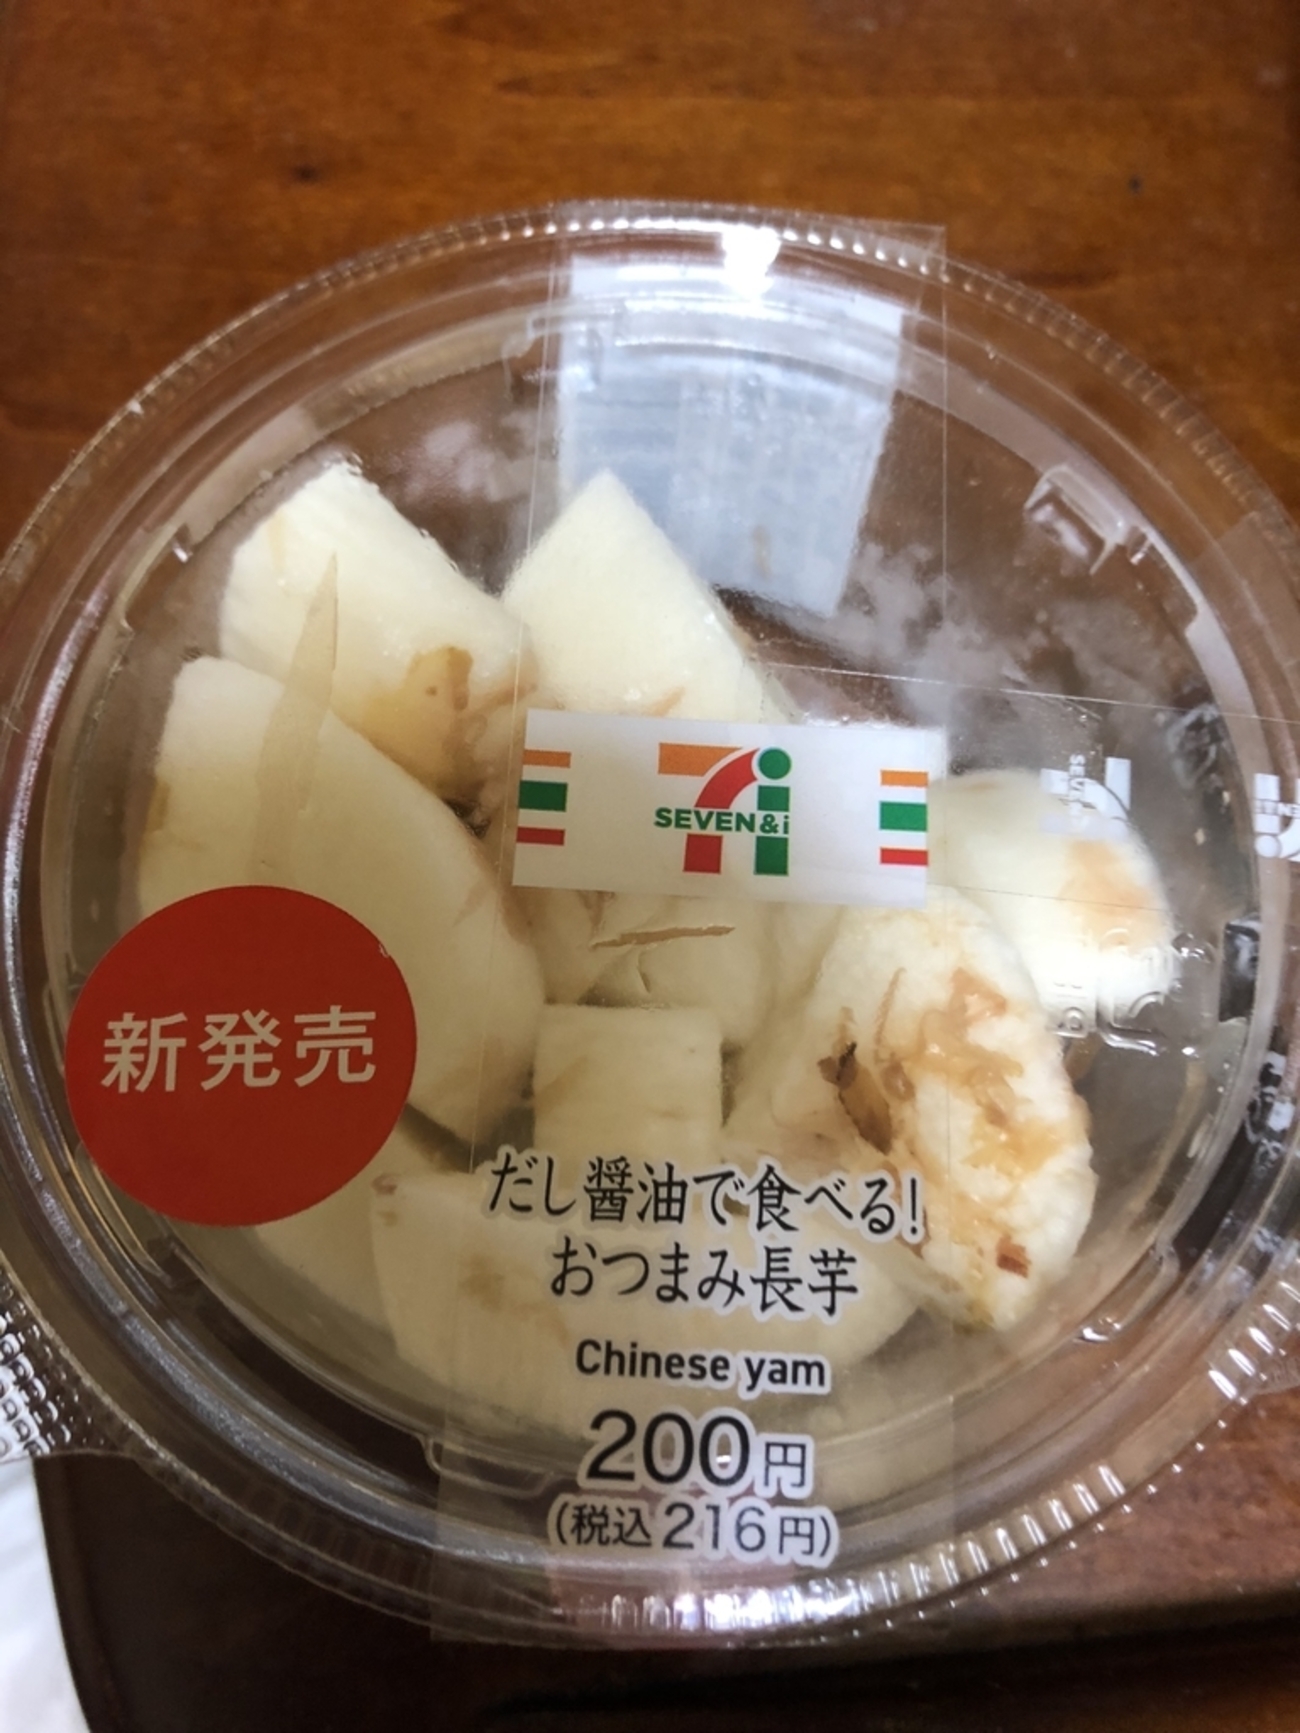 SEVEN&i
新発売
だし醤油で食べる!
おつまみ長芋
Chinese yam
200円
(税込216円)